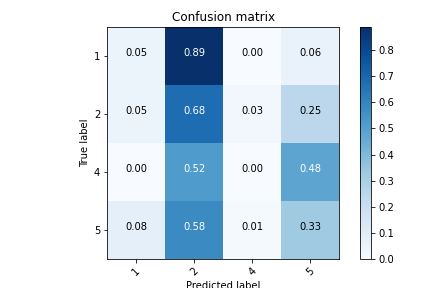 Confusion matrix
True label
1 0.05 0.89 0.00 0.06
2 0.05 0.68 0.03 0.25
4 0.00 0.52 0.00 0.48
5 0.08 0.58 0.01 0.33
1 2 4 5
Predicted label
0.8
0.7
0.6
0.5
0.4
0.3
0.2
0.1
0.0